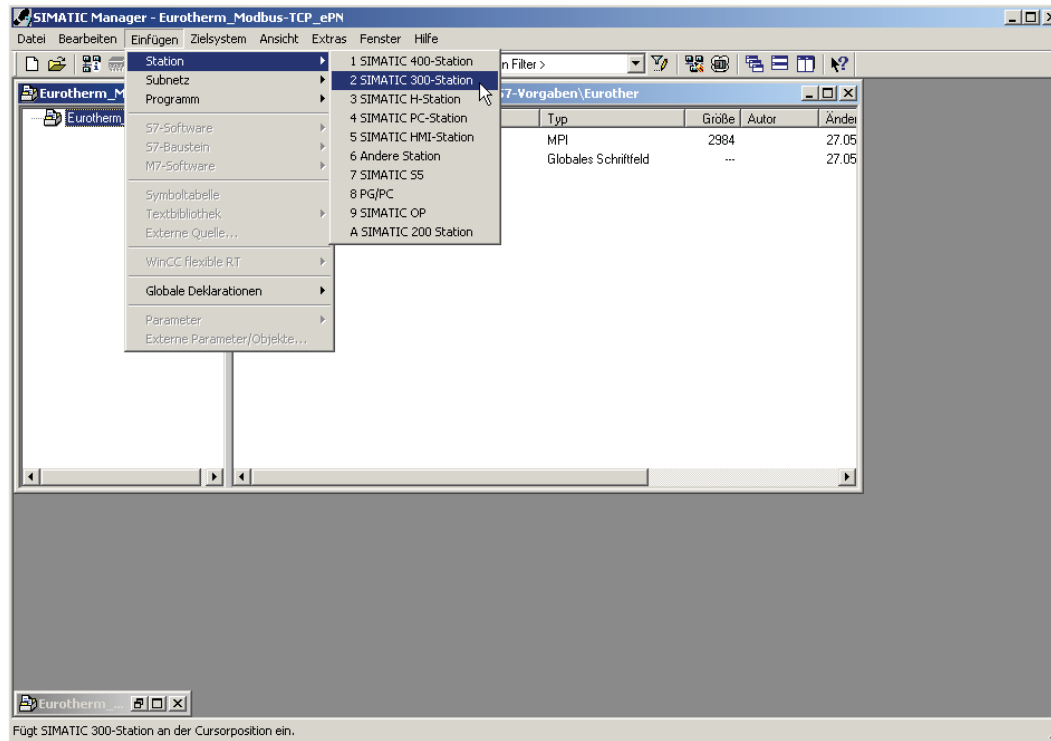 SIMATIC Manager - Eurotherm_Modbus-TCP_ePN
Datei Bearbeiten Einfügen Zielsystem Ansicht Extras Fenster Hilfe
n Filter >
Eurotherm_M
S7-Vorgaben\Eurother
Eurotherm_
Typ Größe Autor Änder
MPI 2984 27.05
Globales Schriftfeld --- 27.05
Station
Subnetz
Programm
S7-Software
S7-Baustein
M7-Software
Symboltabelle
Textbibliothek
Externe Quelle...
WinCC flexible RT
Globale Deklarationen
Parameter
Externe Parameter/Objekte...
1 SIMATIC 400-Station
2 SIMATIC 300-Station
3 SIMATIC H-Station
4 SIMATIC PC-Station
5 SIMATIC HMI-Station
6 Andere Station
7 SIMATIC S5
8 PG/PC
9 SIMATIC OP
A SIMATIC 200 Station
Eurotherm_...
Fügt SIMATIC 300-Station an der Cursorposition ein.